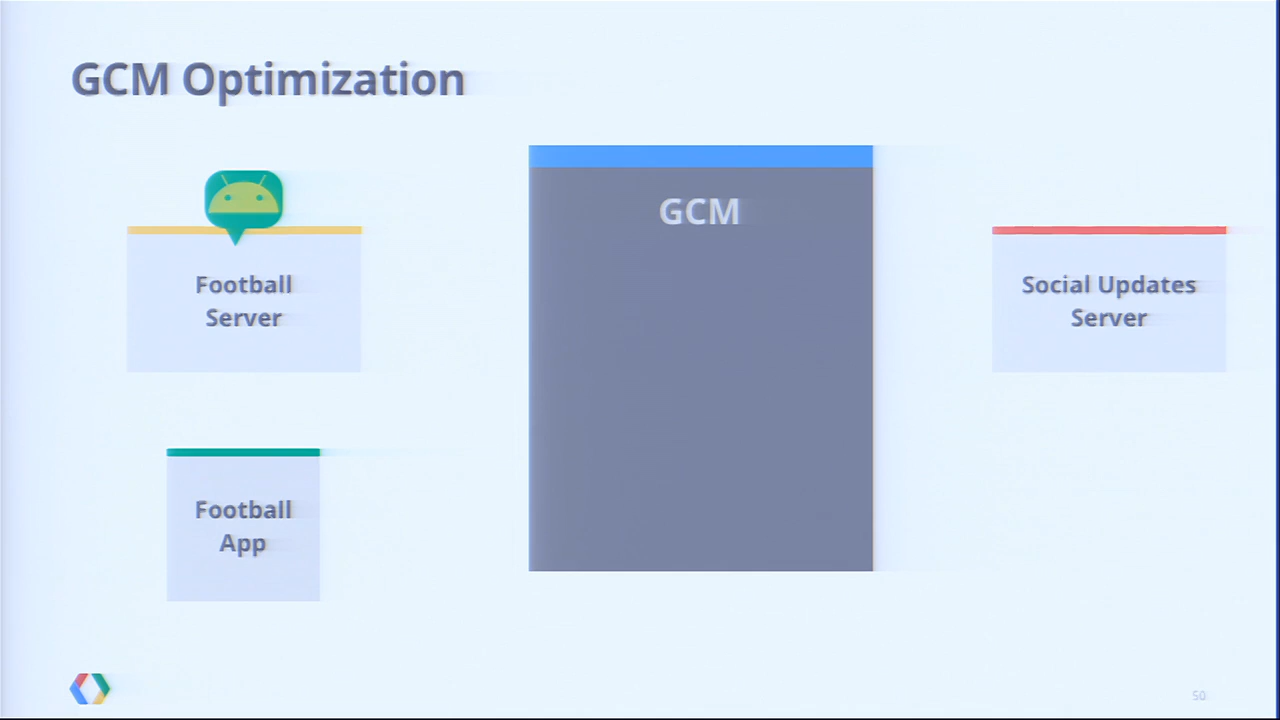 GCM Optimization
GCM
Football
Server
Social Updates
Server
Football
App
50